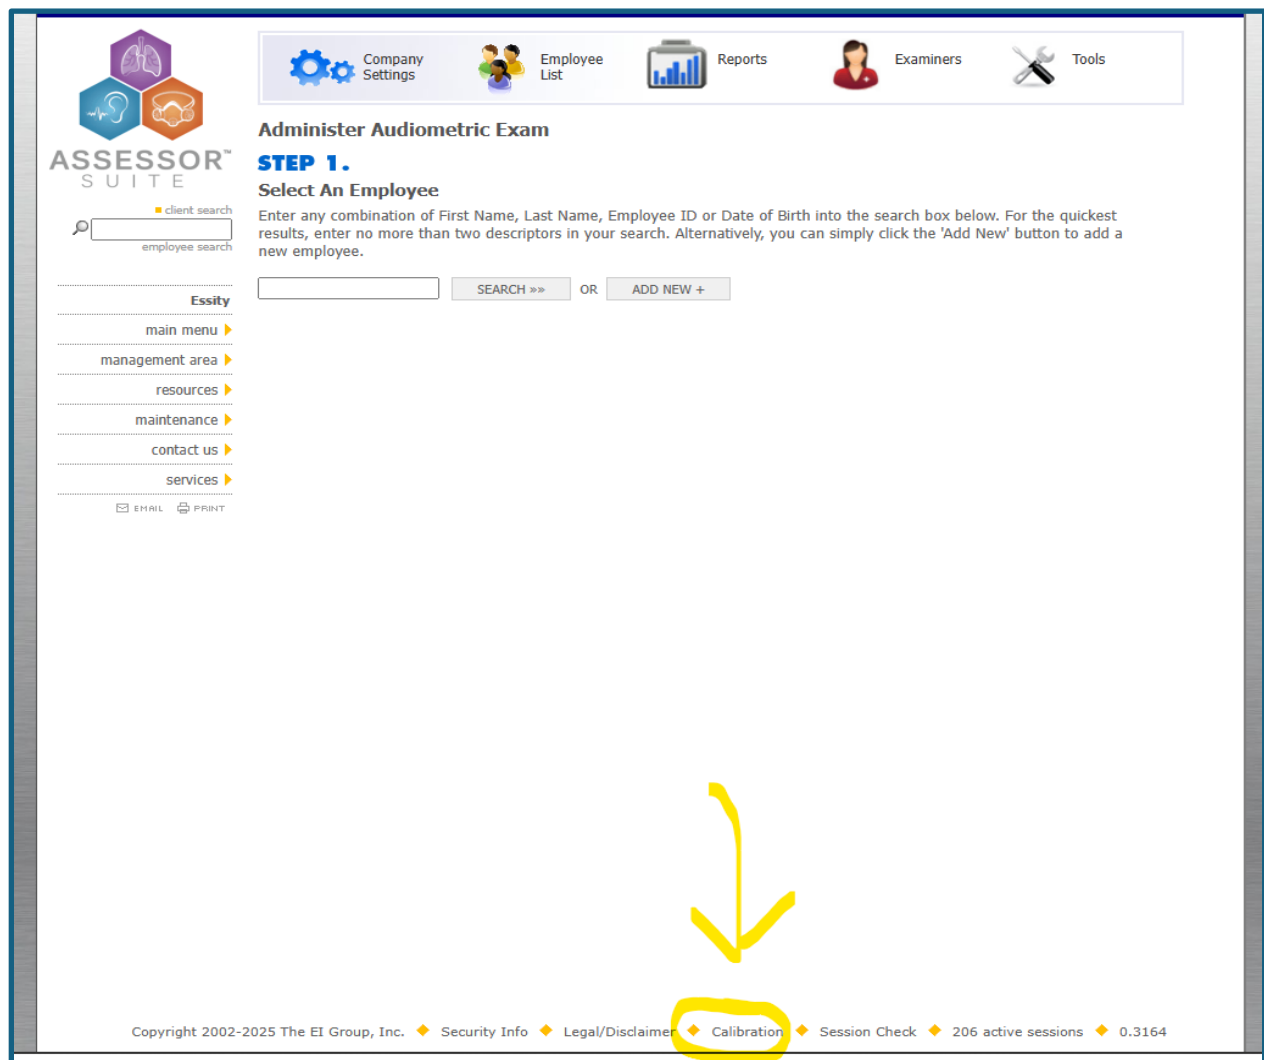 Company
Settings
Employee
List
Reports
Examiners
Tools
ASSESSOR™
SUITE
client search
employee search
Essity
main menu
management area
resources
maintenance
contact us
services
EMAIL PRINT
Administer Audiometric Exam
STEP 1.
Select An Employee
Enter any combination of First Name, Last Name, Employee ID or Date of Birth into the search box below. For the quickest
results, enter no more than two descriptors in your search. Alternatively, you can simply click the 'Add New' button to add a
new employee.
SEARCH »» OR ADD NEW +
Copyright 2002-2025 The EI Group, Inc. ◆ Security Info ◆ Legal/Disclaimer ◆ Calibration ◆ Session Check ◆ 206 active sessions ◆ 0.3164